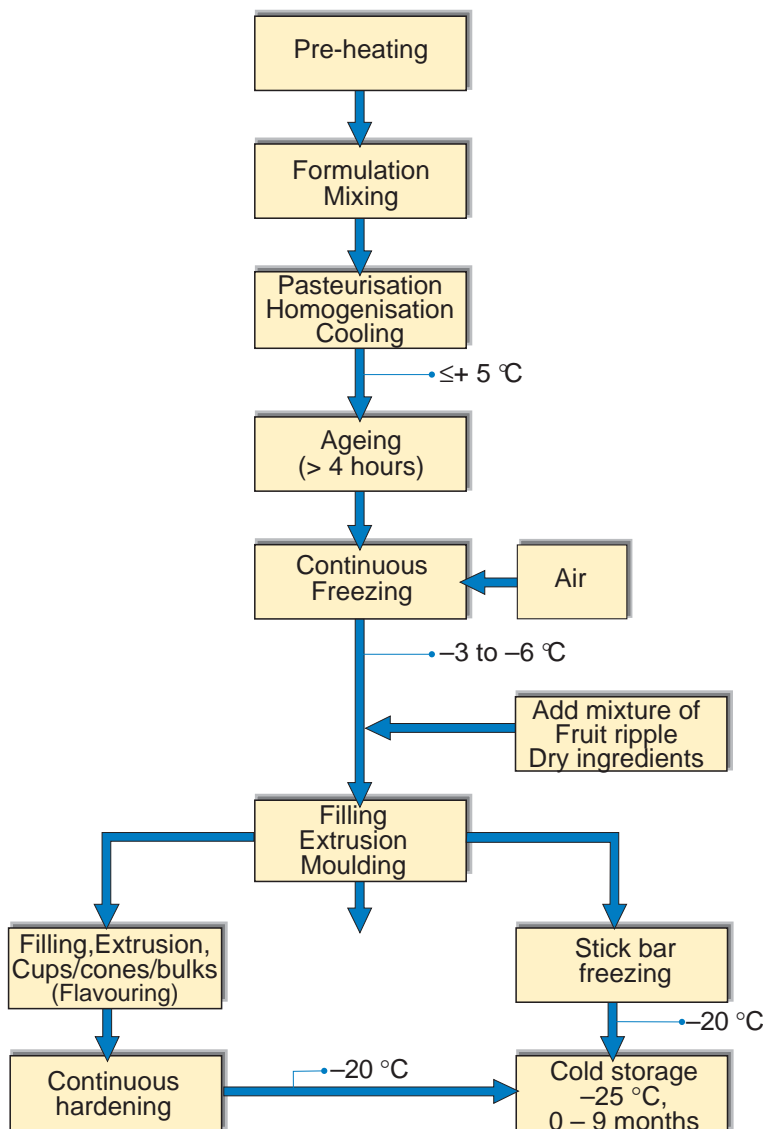 Pre-heating
Formulation
Mixing
Pasteurisation
Homogenisation
Cooling
≤+ 5 °C
Ageing
(> 4 hours)
Continuous
Freezing
Air
–3 to –6 °C
Add mixture of
Fruit ripple
Dry ingredients
Filling
Extrusion
Moulding
Filling,Extrusion,
Cups/cones/bulks
(Flavouring)
Stick bar
freezing
–20 °C
Continuous
hardening
–20 °C
Cold storage
–25 °C,
0 – 9 months